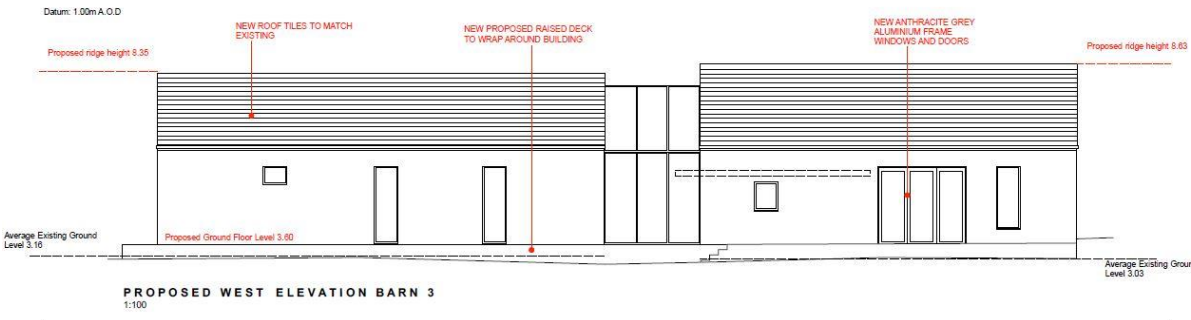 Datum: 1.00m A.O.D
NEW ROOF TILES TO MATCH
EXISTING
NEW PROPOSED RAISED DECK
TO WRAP AROUND BUILDING
NEW ANTHRACITE GREY
ALUMINIUM FRAME
WINDOWS AND DOORS
Proposed ridge height 8.35
Proposed ridge height 8.63
Average Existing Ground
Level 3.16
Proposed Ground Floor Level 3.60
Average Existing Groun
Level 3.03
PROPOSED WEST ELEVATION BARN 3
1:100